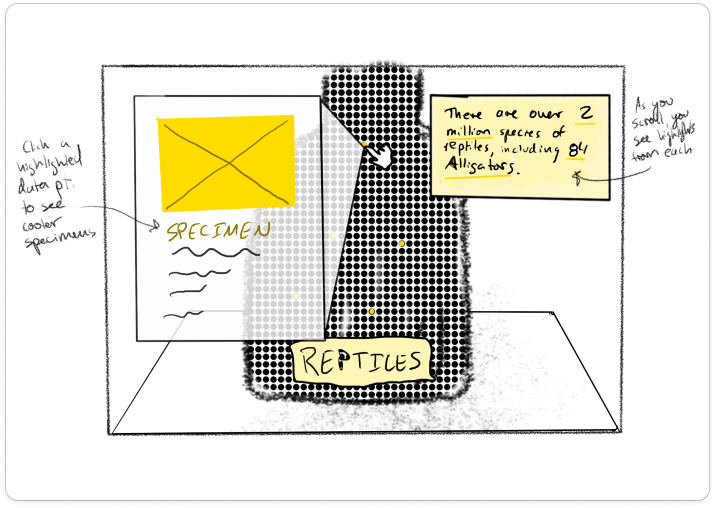 Click a
highlighted
data pt.
to see
cooler
specimens
SPECIMEN
There are over 2
million species of
reptiles, including 84
Alligators.
As you
scroll, you
see highlights
from each
REPTILES